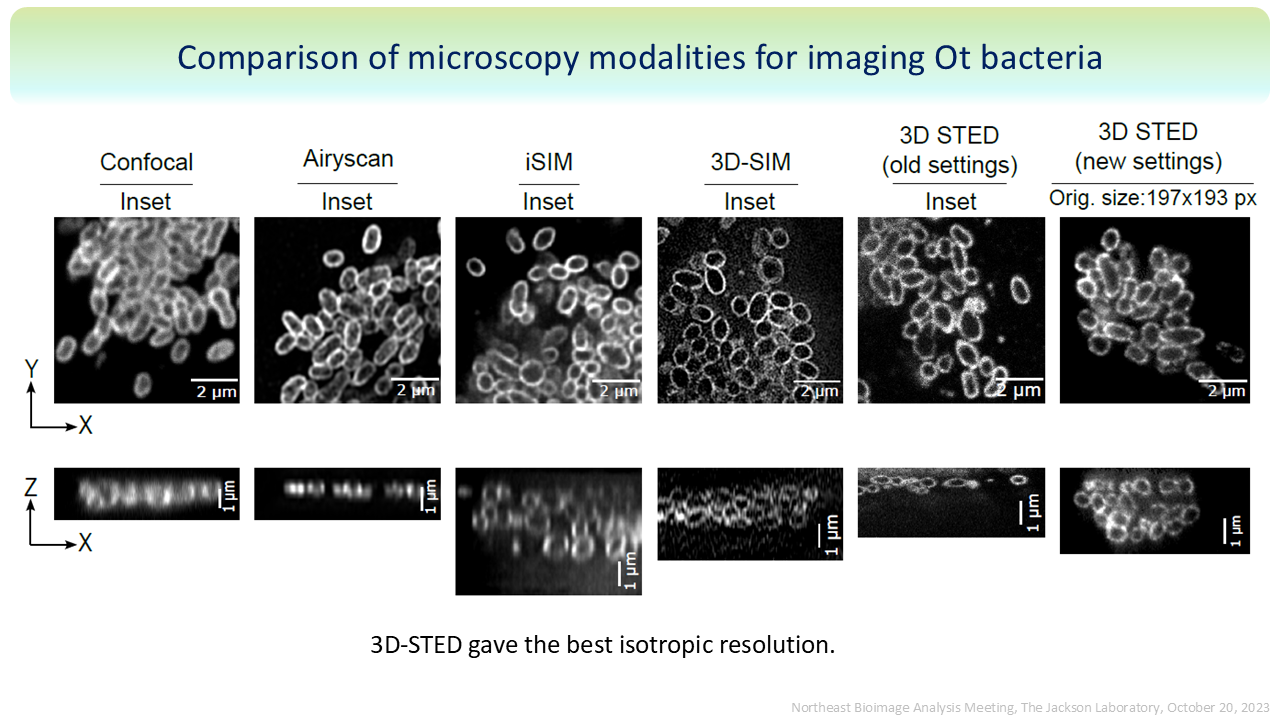 Comparison of microscopy modalities for imaging Ot bacteria
Confocal
Inset
Airyscan
Inset
iSIM
Inset
3D-SIM
Inset
3D STED
(old settings)
Inset
3D STED
(new settings)
Orig. size:197x193 px
Y
X
2 μm
2 μm
2 μm
2 μm
2 μm
2 μm
Z
X
1 μm
1 μm
1 μm
1 μm
1 μm
1 μm
3D-STED gave the best isotropic resolution.
Northeast Bioimage Analysis Meeting, The Jackson Laboratory, October 20, 2023